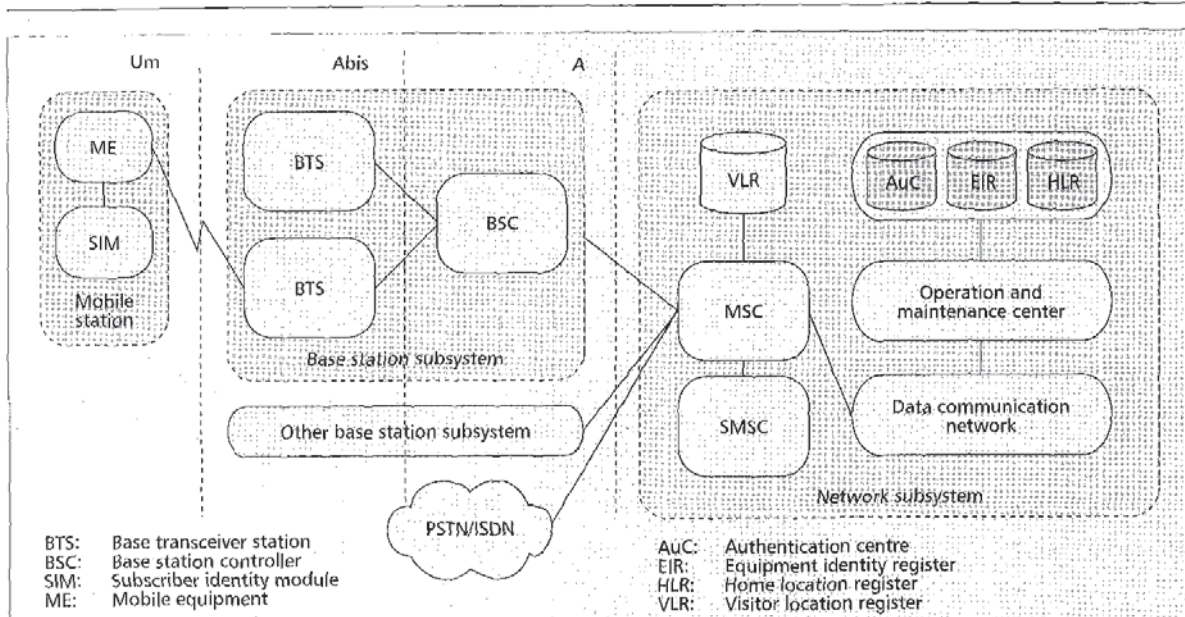 Um
Abis
A
ME
SIM
Mobile
station
BTS
BTS
BSC
Base station subsystem
Other base station subsystem
PSTN/ISDN
VLR
AuC
EIR
HLR
MSC
SMSC
Operation and
maintenance center
Data communication
network
Network subsystem
BTS: Base transceiver station
BSC: Base station controller
SIM: Subscriber identity module
ME: Mobile equipment
AuC: Authentication centre
EIR: Equipment identity register
HLR: Home location register
VLR: Visitor location register